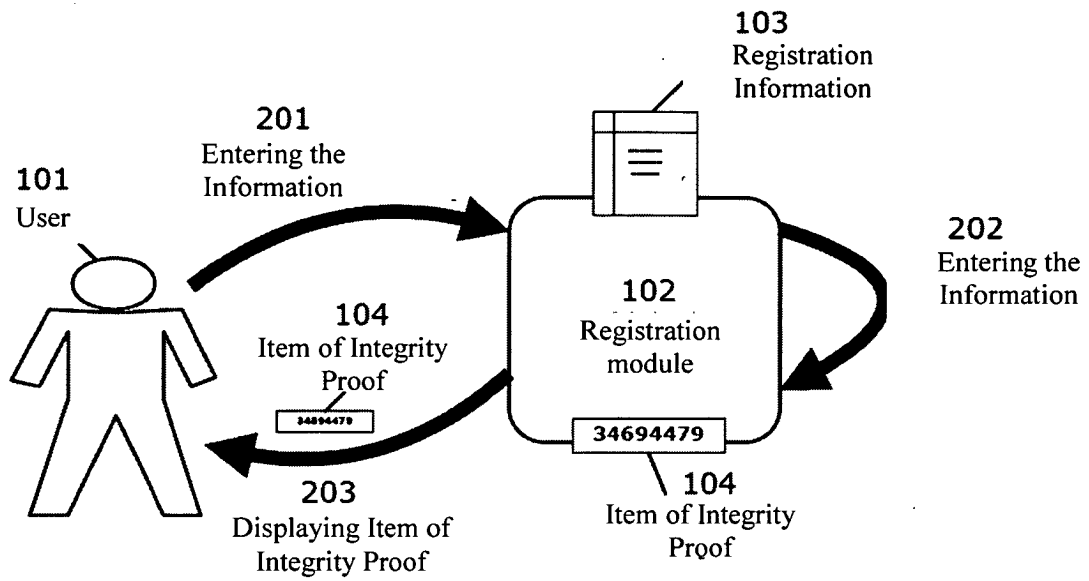 103
Registration
Information
201
Entering the
Information
101
User
202
Entering the
Information
102
Registration
module
104
Item of Integrity
Proof
34694479
34694479
203
Displaying Item of
Integrity Proof
104
Item of Integrity
Proof